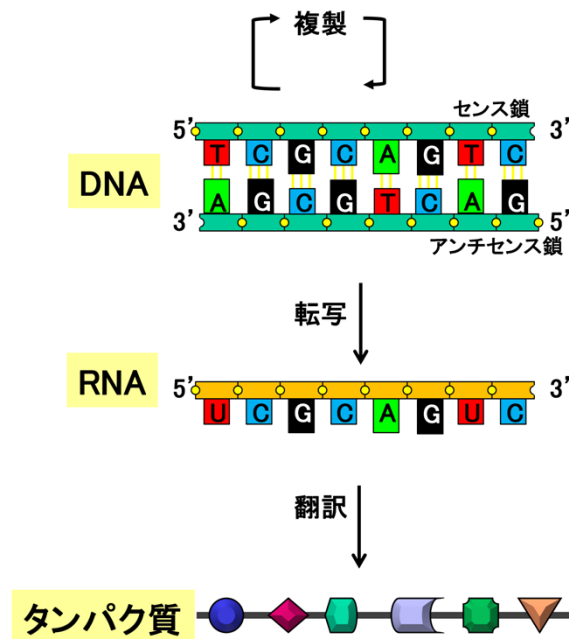 複製
センス鎖
5’ 3’
T C G C A G T C
DNA
A G C G T C A G
3’ 5’
アンチセンス鎖
転写
RNA
5’ 3’
U C G C A G U C
翻訳
タンパク質